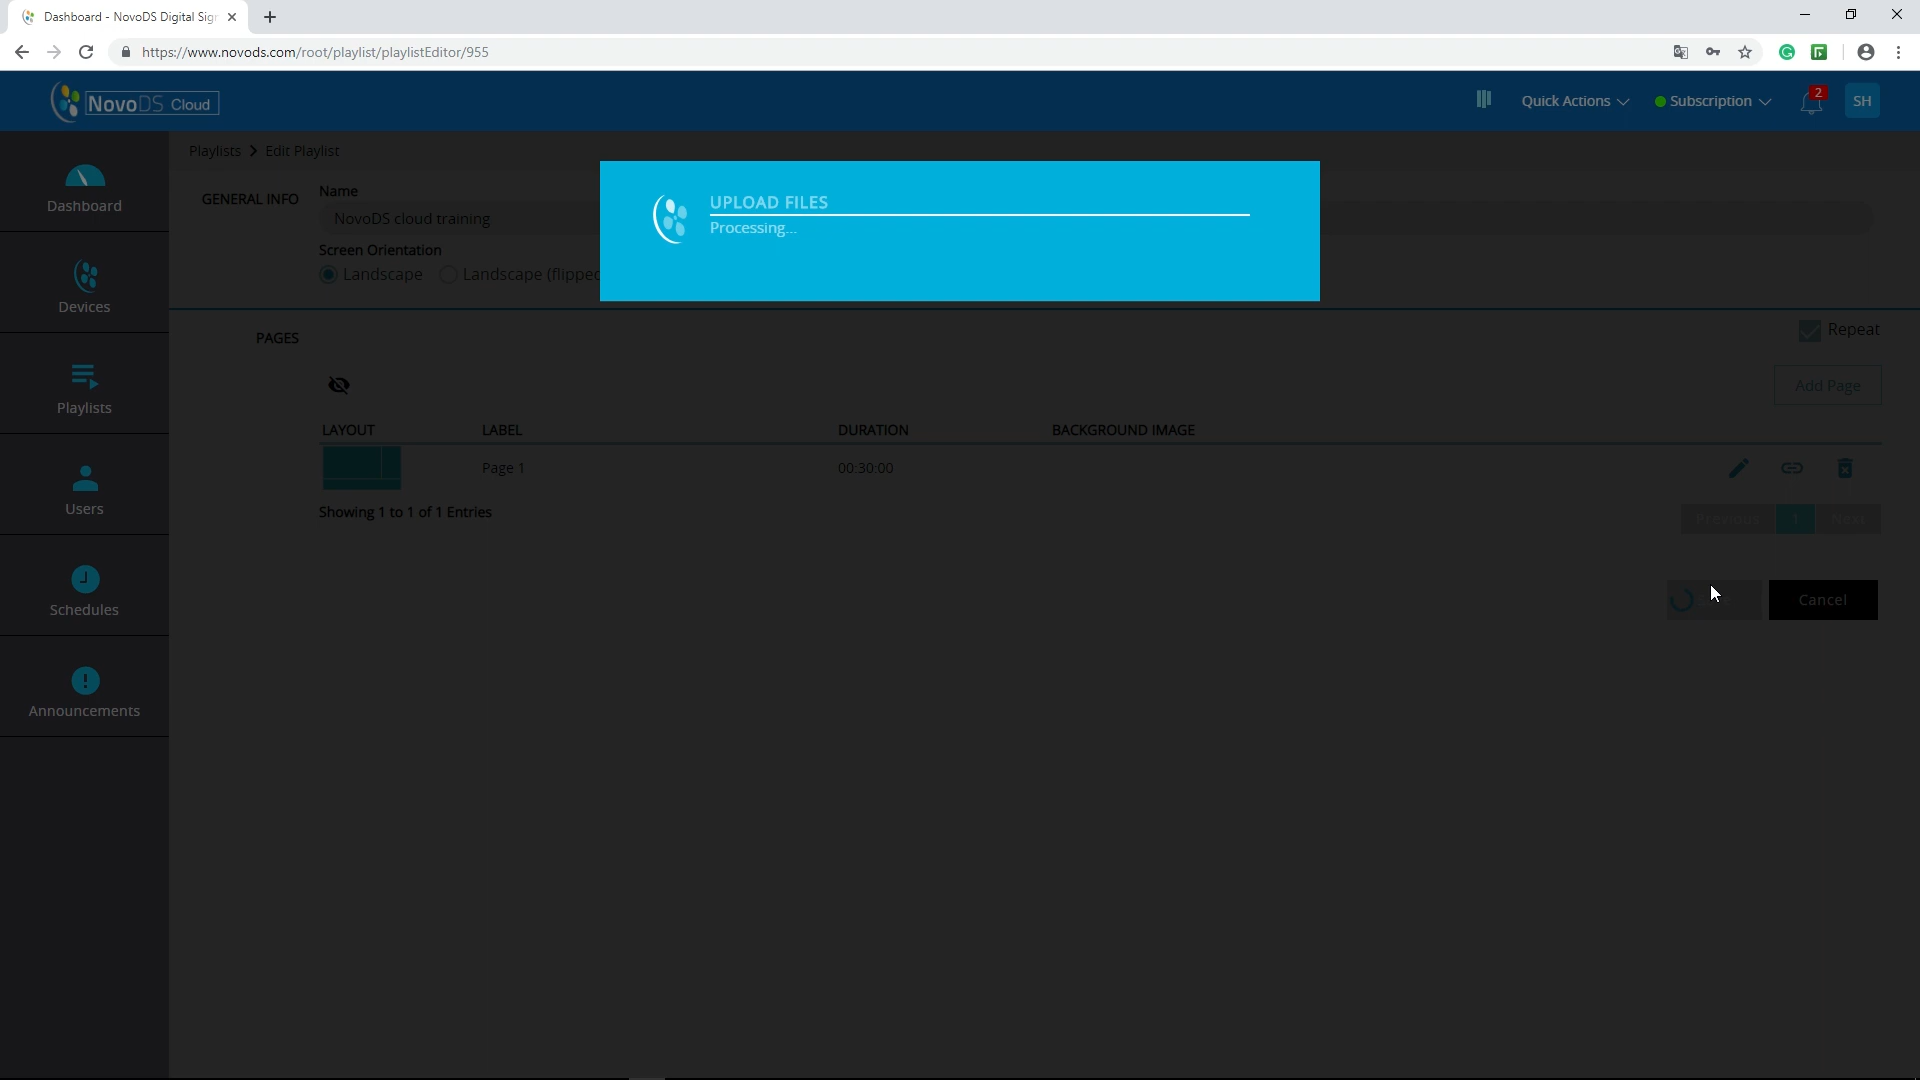 Dashboard - NovoDS Digital Sig
https://www.novods.com/root/playlist/playlistEditor/955
NovoDS Cloud
Quick Actions
Subscription
2
SH
Playlists > Edit Playlist
Dashboard
Devices
Playlists
Users
Schedules
Announcements
GENERAL INFO
Name
NovoDS cloud training
Screen Orientation
Landscape
Landscape (flipped
UPLOAD FILES
Processing...
PAGES
Repeat
Add Page
LAYOUT LABEL DURATION BACKGROUND IMAGE
Page 1 00:30:00
Showing 1 to 1 of 1 Entries
Previous 1 Next
Cancel